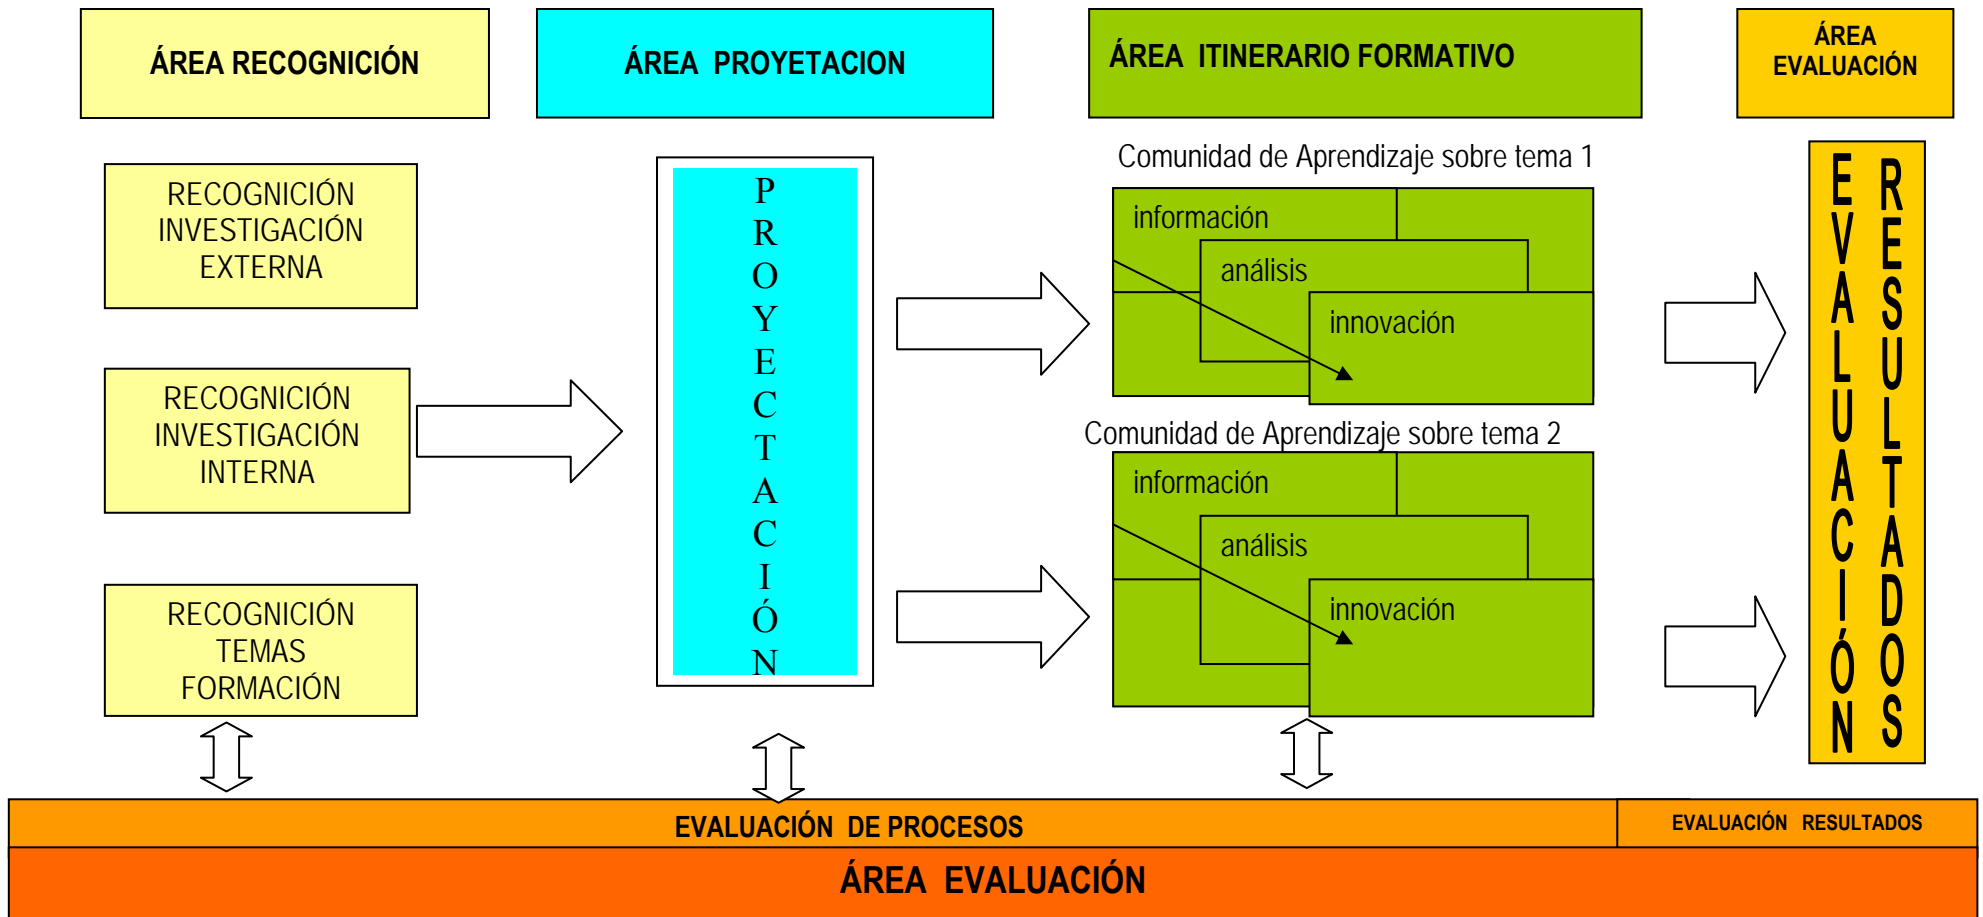 ÁREA RECOGNICIÓN
ÁREA PROYETACION
ÁREA ITINERARIO FORMATIVO
ÁREA
EVALUACIÓN
RECOGNICIÓN
INVESTIGACIÓN
EXTERNA
RECOGNICIÓN
INVESTIGACIÓN
INTERNA
RECOGNICIÓN
TEMAS
FORMACIÓN
PROYECTACIÓN
Comunidad de Aprendizaje sobre tema 1
información
análisis
innovación
Comunidad de Aprendizaje sobre tema 2
información
análisis
innovación
EVALUACIÓN
RESULTADOS
EVALUACIÓN DE PROCESOS
EVALUACIÓN RESULTADOS
ÁREA EVALUACIÓN